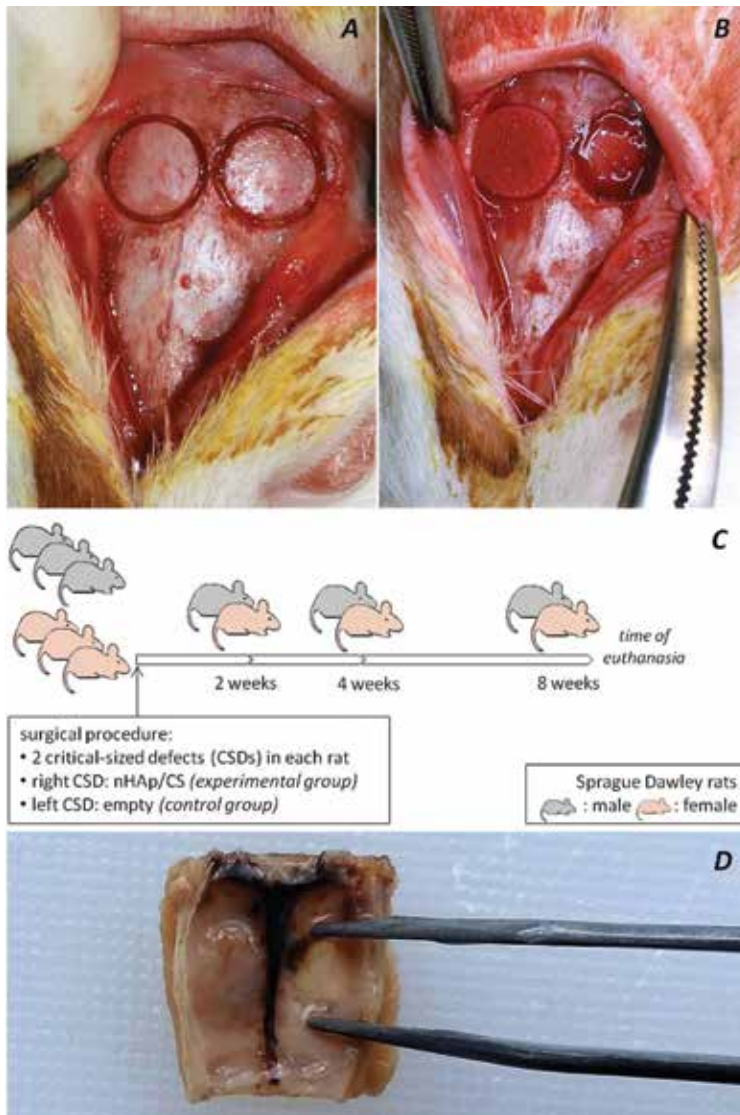 A
B
C
time of
euthanasia
2 weeks
4 weeks
8 weeks
surgical procedure:
• 2 critical-sized defects (CSDs) in each rat
• right CSD: nHAp/CS (experimental group)
• left CSD: empty (control group)
Sprague Dawley rats
: male : female
D